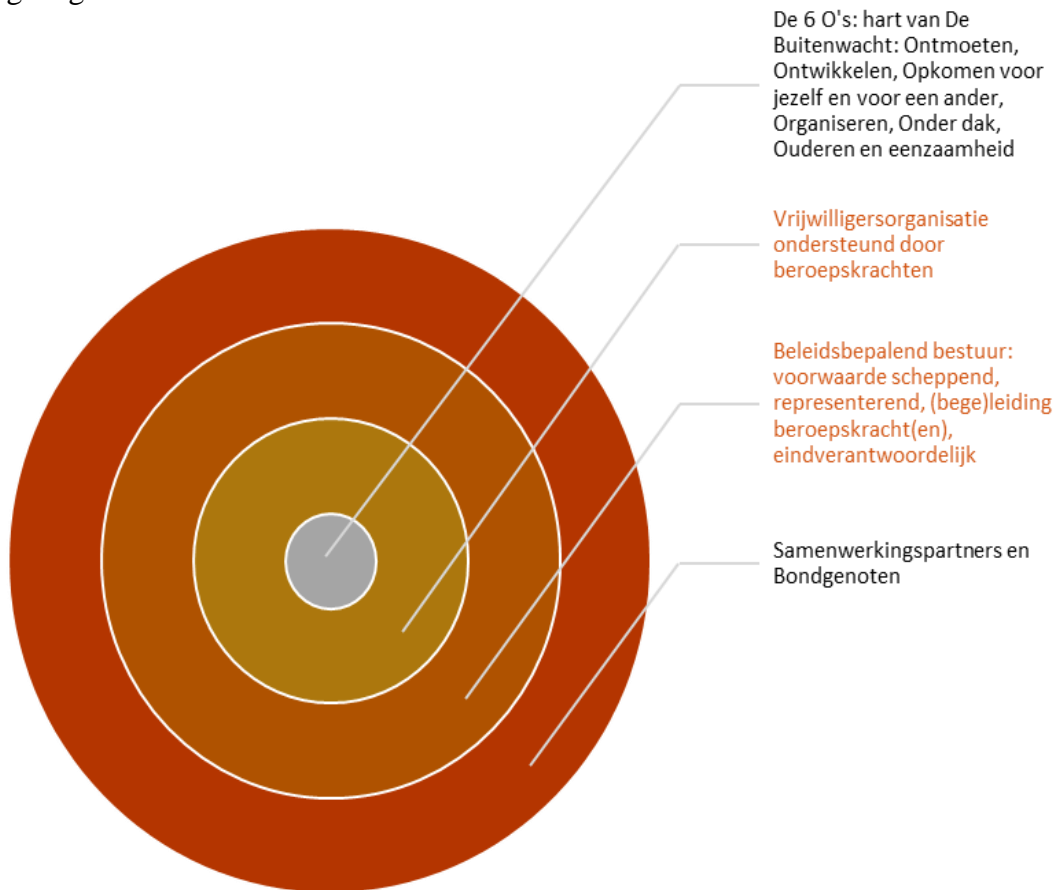 De 6 O's: hart van De
Buitenwacht: Ontmoeten,
Ontwikkelen, Opkomen voor
jezelf en voor een ander,
Organiseren, Onder dak,
Ouderen en eenzaamheid
Vrijwilligersorganisatie
ondersteund door
beroepskrachten
Beleidsbepalend bestuur:
voorwaarde scheppend,
representerend, (bege)leiding
beroepskracht(en),
eindverantwoordelijk
Samenwerkingspartners en
Bondgenoten